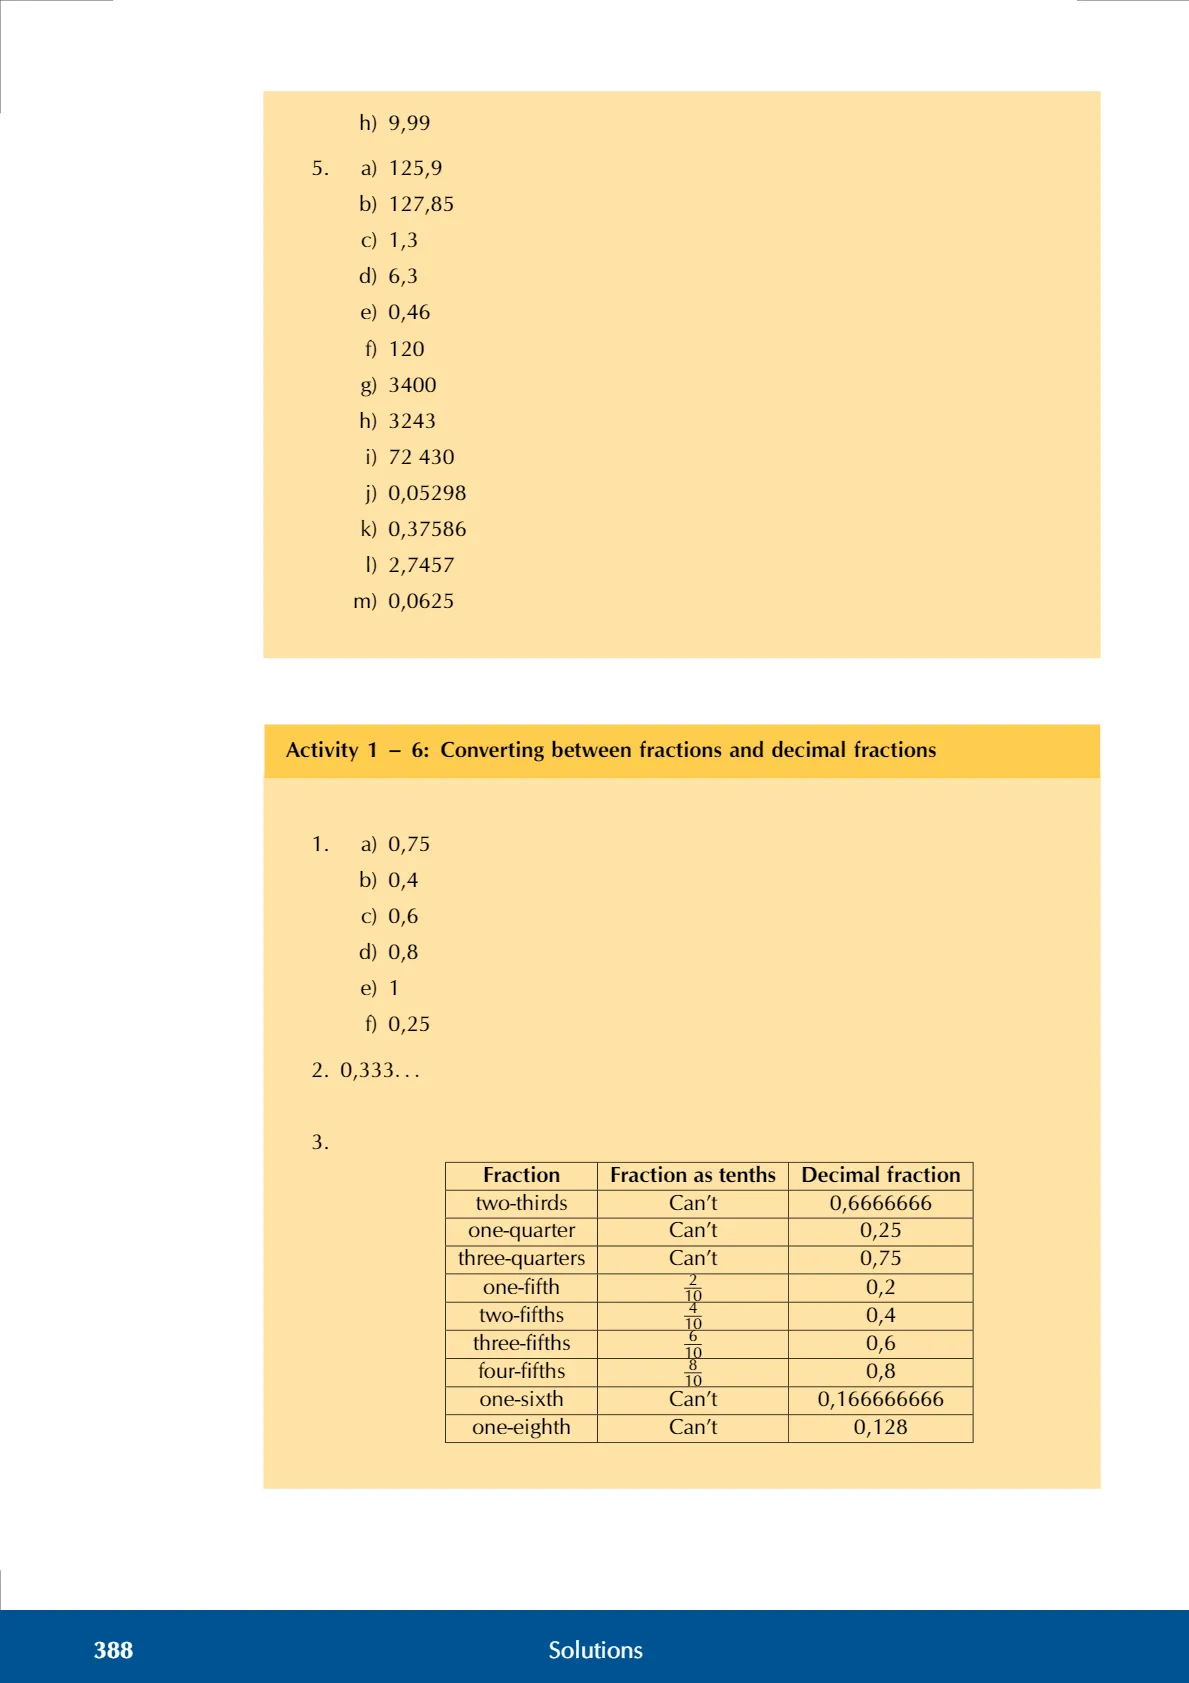 h) 9,99
5. a) 125,9
b) 127,85
c) 1,3
d) 6,3
e) 0,46
f) 120
g) 3400
h) 3243
i) 72 430
j) 0,05298
k) 0,37586
l) 2,7457
m) 0,0625
Activity 1 – 6: Converting between fractions and decimal fractions
1. a) 0,75
b) 0,4
c) 0,6
d) 0,8
e) 1
f) 0,25
2. 0,333...
3.
Fraction Fraction as tenths Decimal fraction
two-thirds Can't 0,6666666
one-quarter Can't 0,25
three-quarters Can't 0,75
one-fifth 2/10 0,2
two-fifths 4/10 0,4
three-fifths 6/10 0,6
four-fifths 8/10 0,8
one-sixth Can't 0,166666666
one-eighth Can't 0,128
388 Solutions